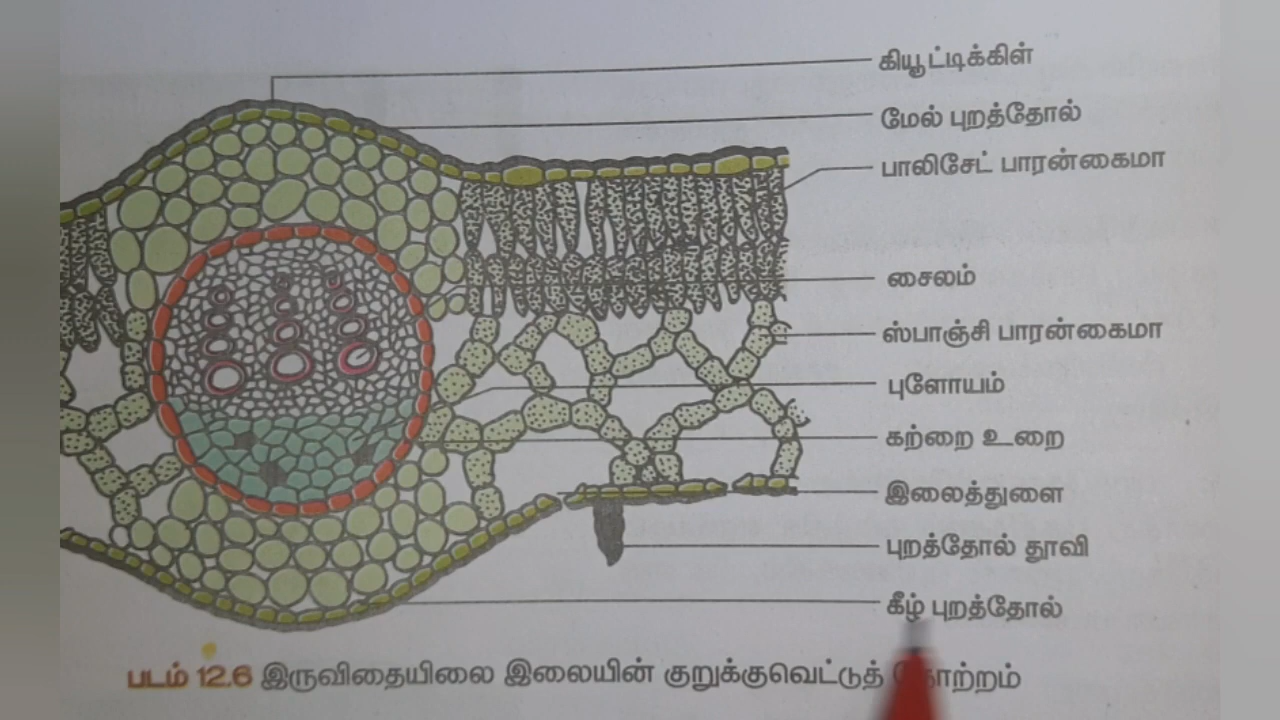 கியூட்டிக்கிள்
மேல் புறத்தோல்
பாலிசேட் பாரன்கைமா
சைலம்
ஸ்பாஞ்சி பாரன்கைமா
புளோயம்
கற்றை உறை
இலைத்துளை
புறத்தோல் தூவி
கீழ் புறத்தோல்
படம் 12.6 இருவிதையிலை இலையின் குறுக்குவெட்டுத்